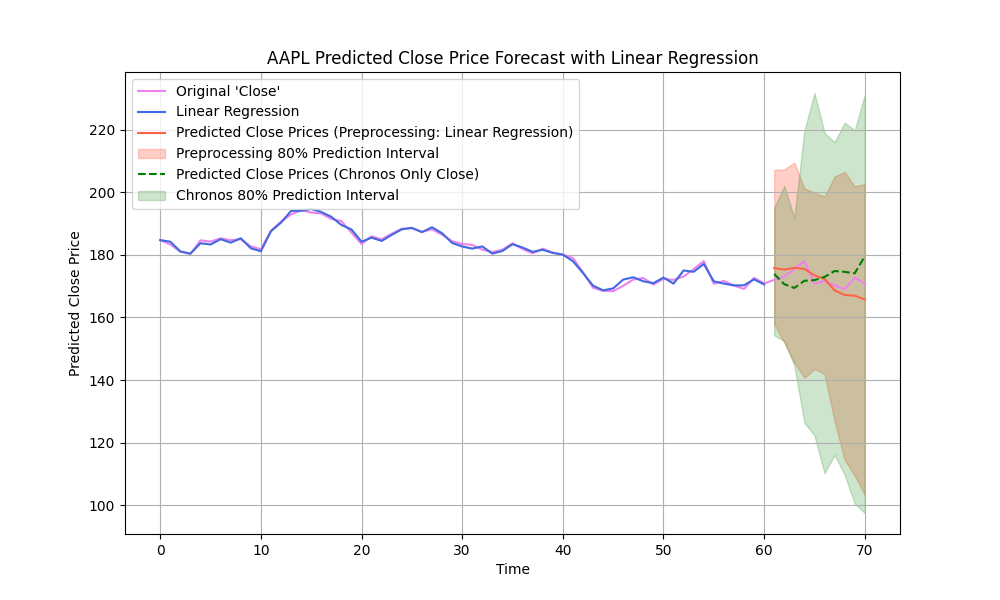 AAPL Predicted Close Price Forecast with Linear Regression
Original 'Close'
Linear Regression
Predicted Close Prices (Preprocessing: Linear Regression)
Preprocessing 80% Prediction Interval
Predicted Close Prices (Chronos Only Close)
Chronos 80% Prediction Interval
Predicted Close Price
220
200
180
160
140
120
100
0 10 20 30 40 50 60 70
Time